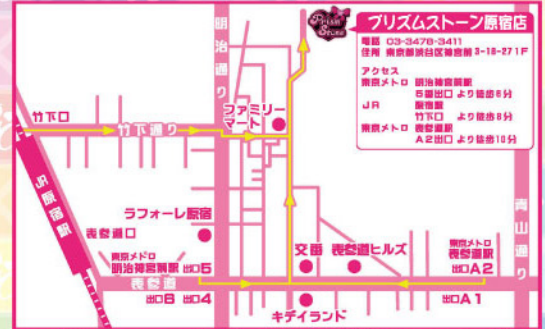 Prism Stone
プリズムストーン原宿店
電話 03-3478-3411
住所 東京都渋谷区神宮前3-18-27 1F
アクセス
東京メトロ 明治神宮前駅
5番出口 より徒歩6分
JR 原宿駅
竹下口 より徒歩8分
東京メトロ 表参道駅
A2出口 より徒歩10分
明治通り
竹下口
竹下通り
ファミリー
マート
JR原宿駅
ラフォーレ原宿
表参道口
青山通り
東京メトロ
明治神宮前駅 出口5
交番
表参道ヒルズ
東京メトロ
表参道駅
出口A2
表参道
出口B 出口4
キデイランド
出口A1